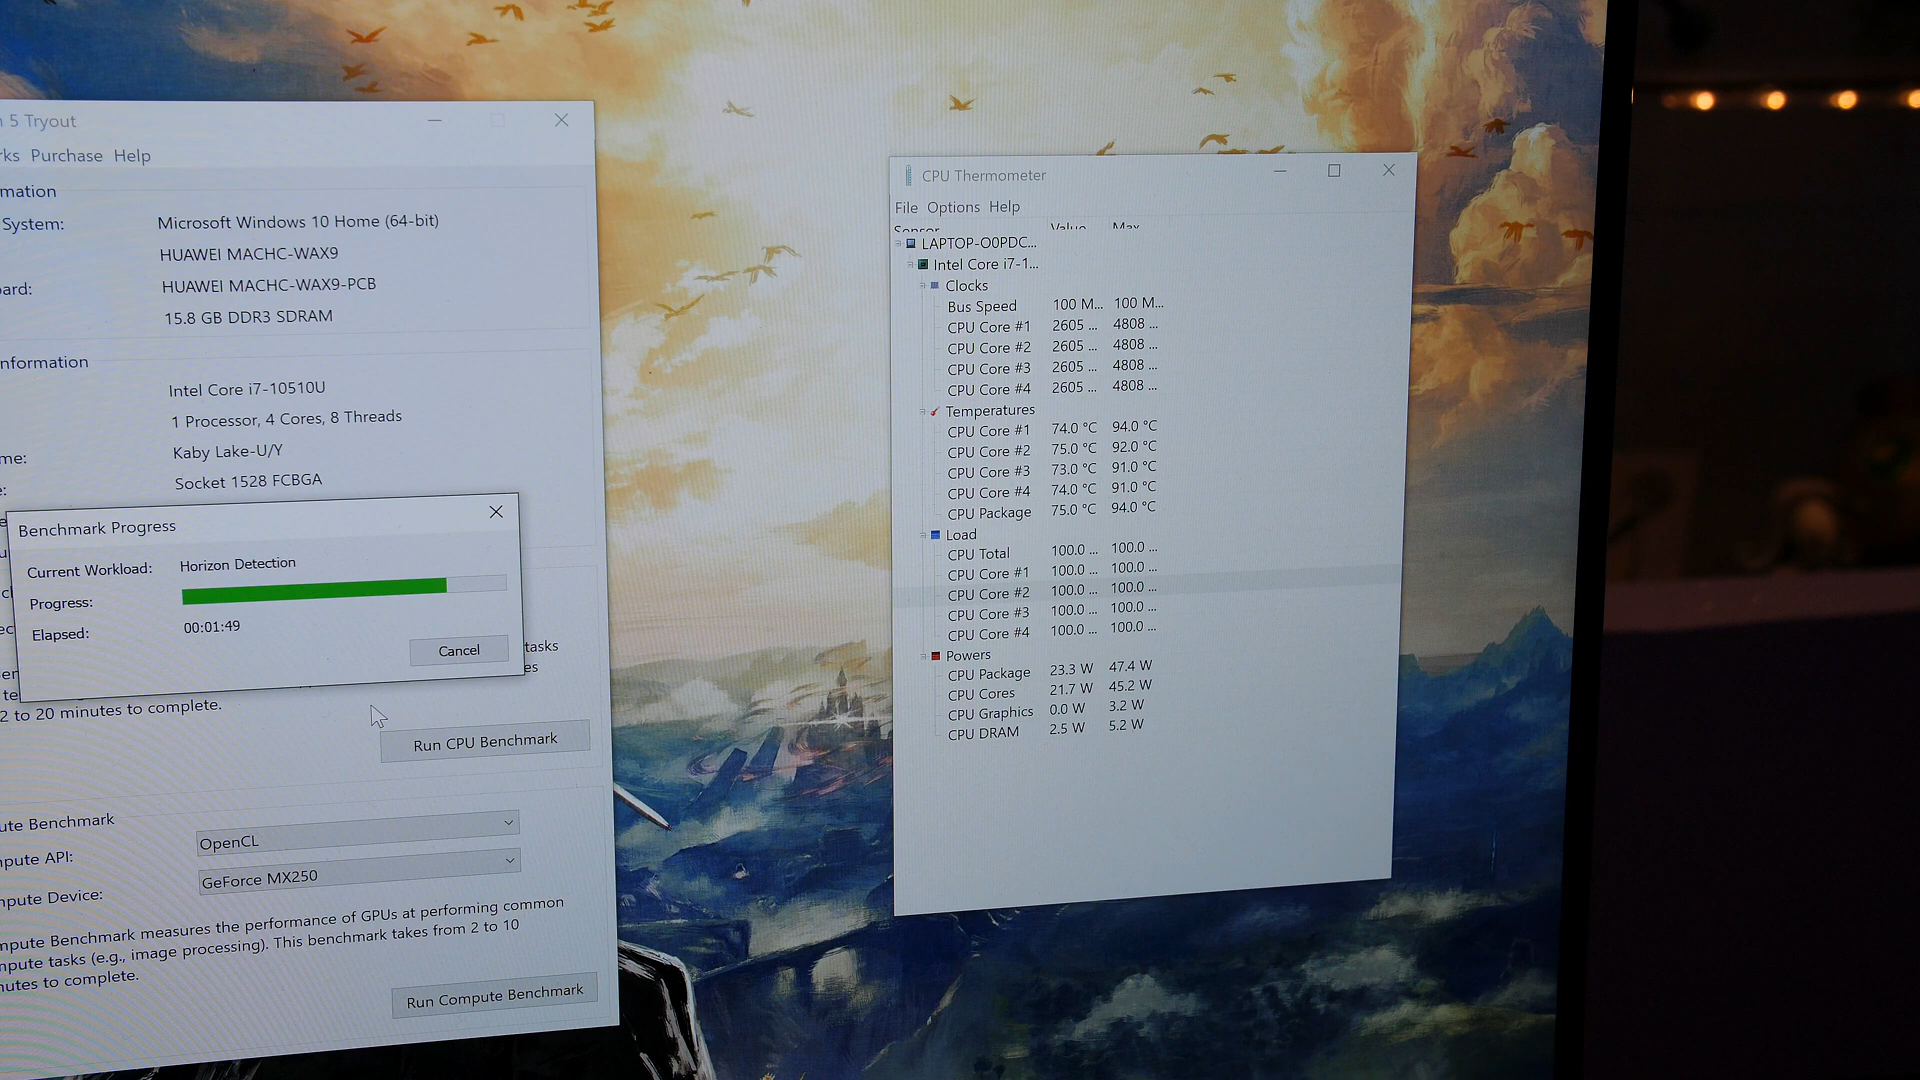 5 Tryout
rks Purchase Help
mation
System:
Microsoft Windows 10 Home (64-bit)
HUAWEI MACHC-WAX9
ard:
HUAWEI MACHC-WAX9-PCB
15.8 GB DDR3 SDRAM
nformation
Intel Core i7-10510U
1 Processor, 4 Cores, 8 Threads
me:
Kaby Lake-U/Y
e:
Socket 1528 FCBGA
Benchmark Progress
Current Workload: Horizon Detection
Progress:
Elapsed: 00:01:49
Cancel
tasks
es
2 to 20 minutes to complete.
Run CPU Benchmark
ute Benchmark
mpute API: OpenCL
mpute Device: GeForce MX250
mpute Benchmark measures the performance of GPUs at performing common
mpute tasks (e.g., image processing). This benchmark takes from 2 to 10
nutes to complete.
Run Compute Benchmark
CPU Thermometer
File Options Help
Sensor Value Max
LAPTOP-O0PDC...
Intel Core i7-1...
Clocks
Bus Speed 100 M... 100 M...
CPU Core #1 2605 ... 4808 ...
CPU Core #2 2605 ... 4808 ...
CPU Core #3 2605 ... 4808 ...
CPU Core #4 2605 ... 4808 ...
Temperatures
CPU Core #1 74.0 °C 94.0 °C
CPU Core #2 75.0 °C 92.0 °C
CPU Core #3 73.0 °C 91.0 °C
CPU Core #4 74.0 °C 91.0 °C
CPU Package 75.0 °C 94.0 °C
Load
CPU Total 100.0 ... 100.0 ...
CPU Core #1 100.0 ... 100.0 ...
CPU Core #2 100.0 ... 100.0 ...
CPU Core #3 100.0 ... 100.0 ...
CPU Core #4 100.0 ... 100.0 ...
Powers
CPU Package 23.3 W 47.4 W
CPU Cores 21.7 W 45.2 W
CPU Graphics 0.0 W 3.2 W
CPU DRAM 2.5 W 5.2 W